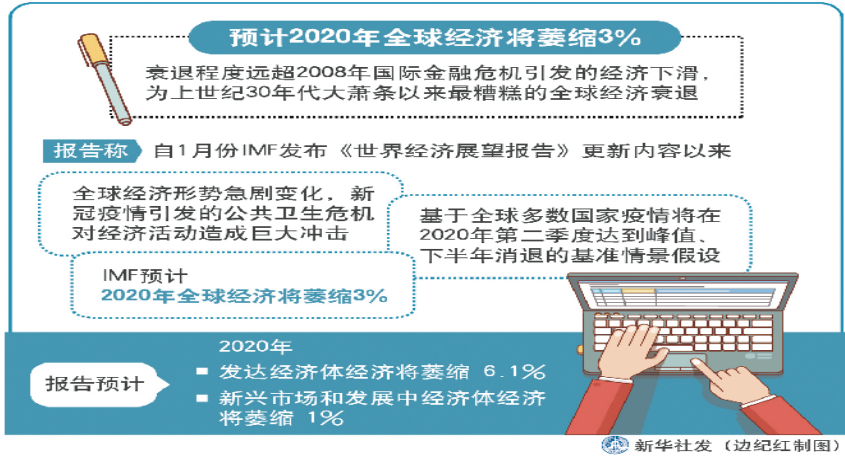 预计2020年全球经济将萎缩3%
衰退程度远超2008年国际金融危机引发的经济下滑，
为上世纪30年代大萧条以来最糟糕的全球经济衰退
报告称 自1月份IMF发布《世界经济展望报告》更新内容以来
全球经济形势急剧变化，新
冠疫情引发的公共卫生危机
对经济活动造成巨大冲击
基于全球多数国家疫情将在
2020年第二季度达到峰值、
下半年消退的基准情景假设
IMF预计
2020年全球经济将萎缩3%
报告预计
2020年
■ 发达经济体经济将萎缩 6.1%
■ 新兴市场和发展中经济体经济
将萎缩 1%
新华社发（边纪红制图）